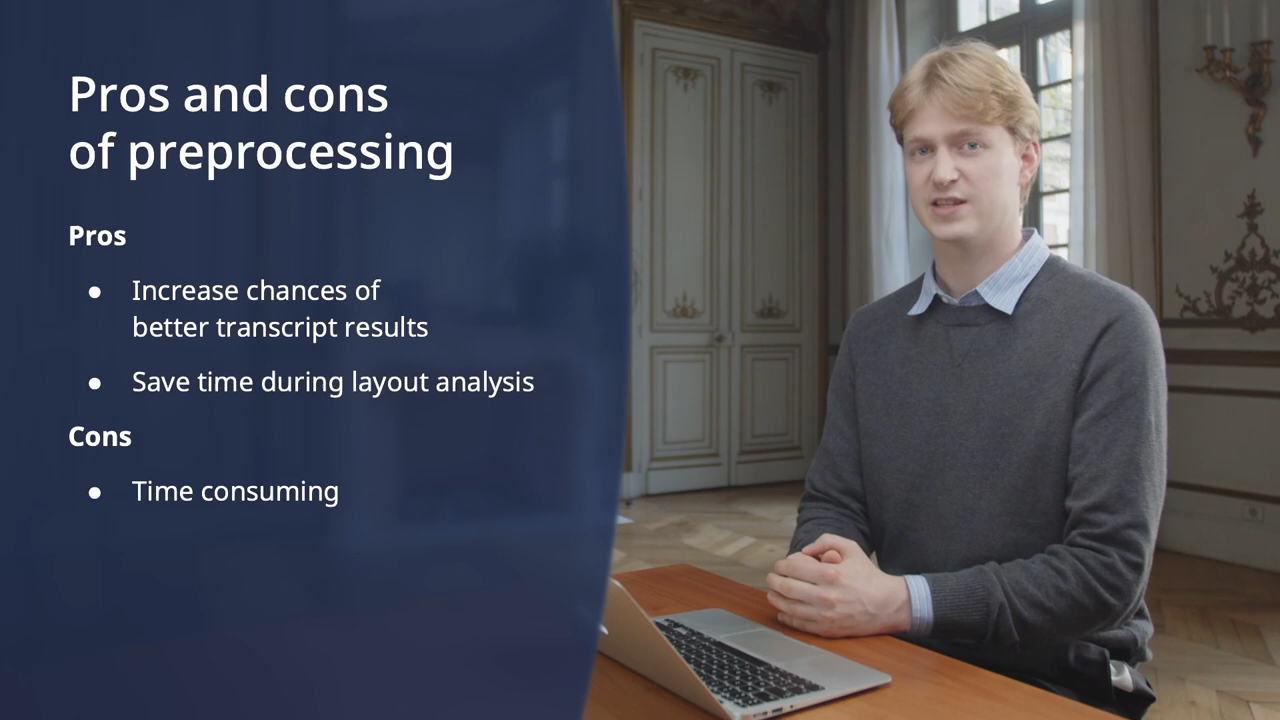 Pros and cons
of preprocessing
Pros
● Increase chances of
better transcript results
● Save time during layout analysis
Cons
● Time consuming